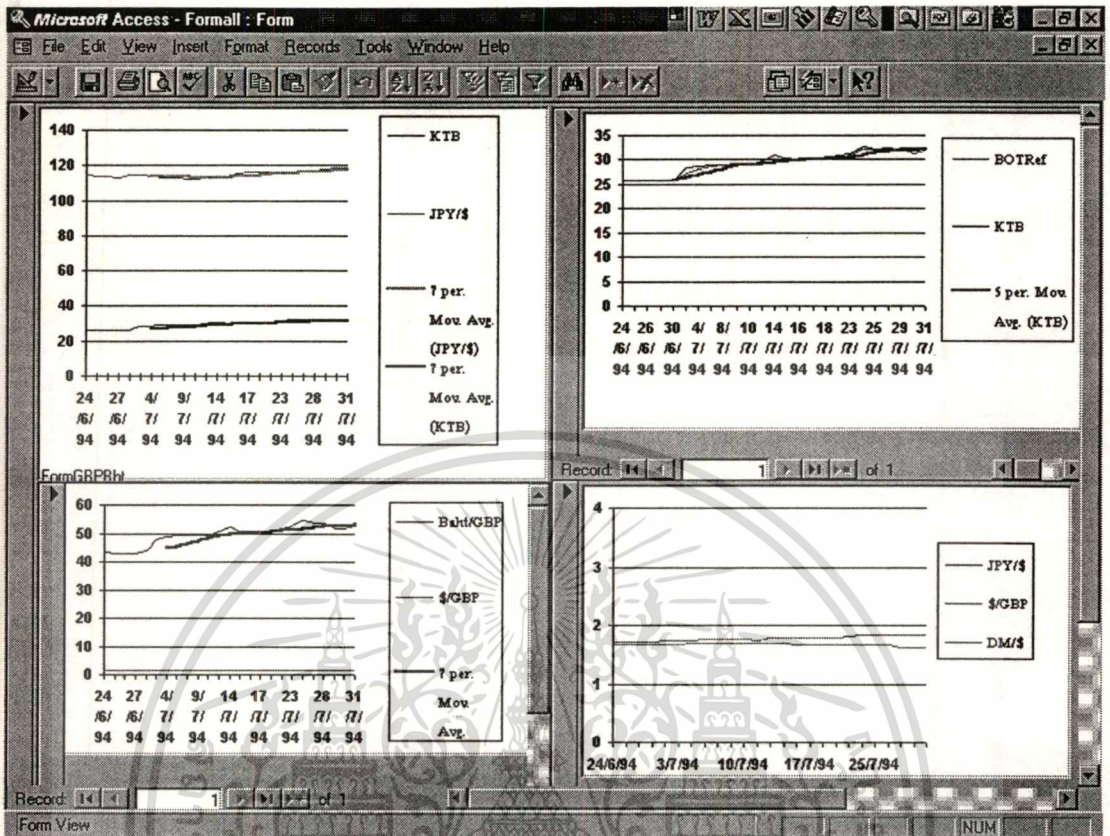 Microsoft Access - Formall : Form
File Edit View Insert Format Records Tools Window Help
140
120
100
80
60
40
20
0
24 27 4/ 9/ 14 17 23 28 31
/6/ /6/ 7/ 7/ /7/ /7/ /7/ /7/ /7/
94 94 94 94 94 94 94 94 94
KTB
JPY/$
7 per.
Mov. Avg.
(JPY/$)
7 per.
Mov. Avg.
(KTB)
35
30
25
20
15
10
5
0
24 26 30 4/ 8/ 10 14 16 18 23 25 29 31
/6/ /6/ /6/ 7/ 7/ /7/ /7/ /7/ /7/ /7/ /7/ /7/ /7/
94 94 94 94 94 94 94 94 94 94 94 94 94
BOTRef
KTB
5 per. Mov.
Avg. (KTB)
Record: 1 of 1
FormGBPBht
60
50
40
30
20
10
0
24 27 4/ 9/ 14 17 23 28 31
/6/ /6/ 7/ 7/ /7/ /7/ /7/ /7/ /7/
94 94 94 94 94 94 94 94 94
Baht/GBP
$/GBP
7 per.
Mov.
Avg.
4
3
2
1
0
24/6/94 3/7/94 10/7/94 17/7/94 25/7/94
JPY/$
$/GBP
DM/$
Record: 1 of 1
Form View
NUM